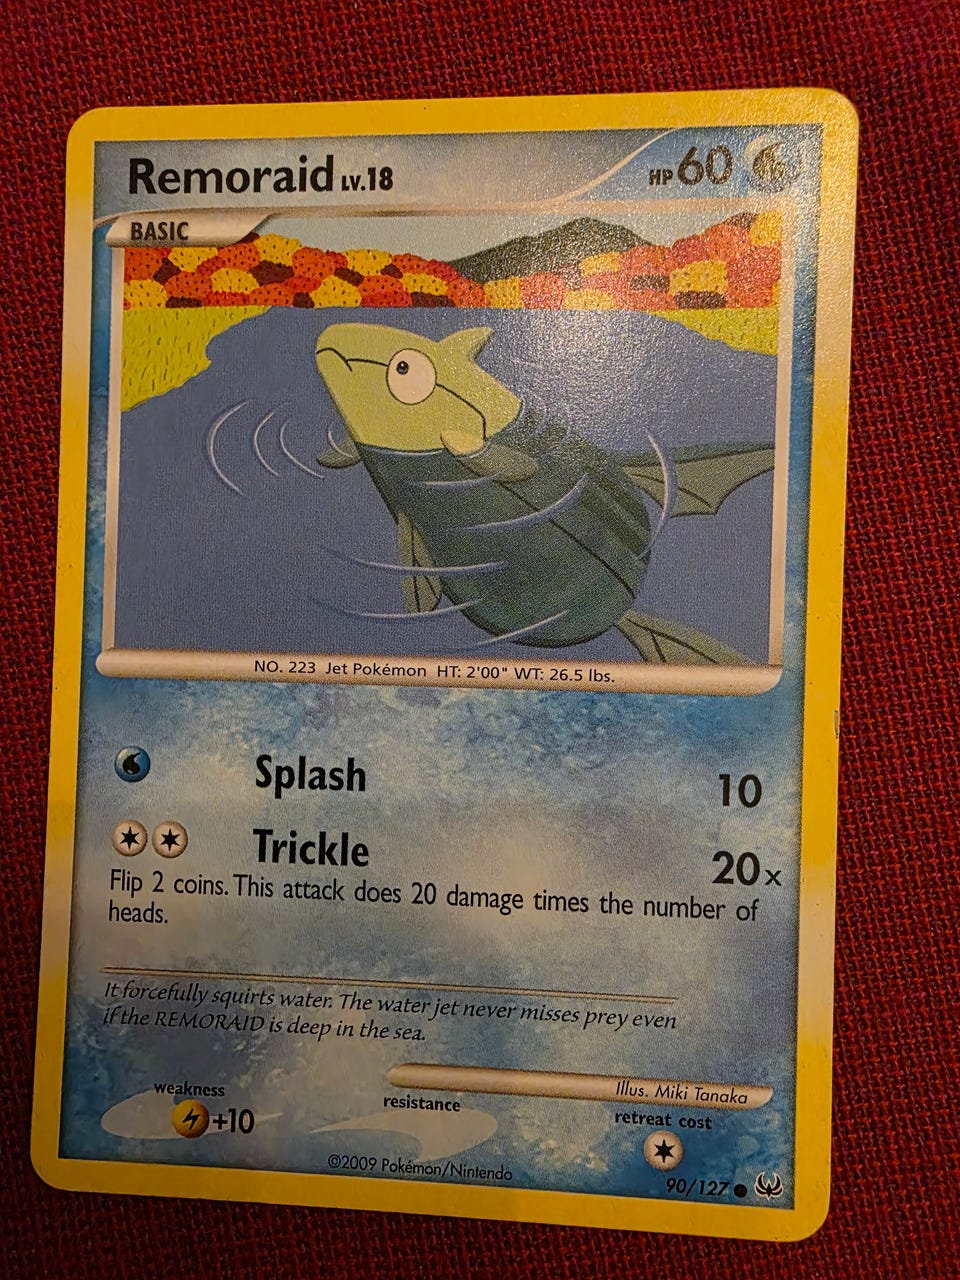 Remoraid LV.18 HP 60
BASIC
NO. 223 Jet Pokémon HT: 2'00" WT: 26.5 lbs.
Splash 10
Trickle 20x
Flip 2 coins. This attack does 20 damage times the number of
heads.
It forcefully squirts water. The water jet never misses prey even
if the REMORAID is deep in the sea.
Illus. Miki Tanaka
weakness resistance retreat cost
+10
©2009 Pokémon/Nintendo
90/127